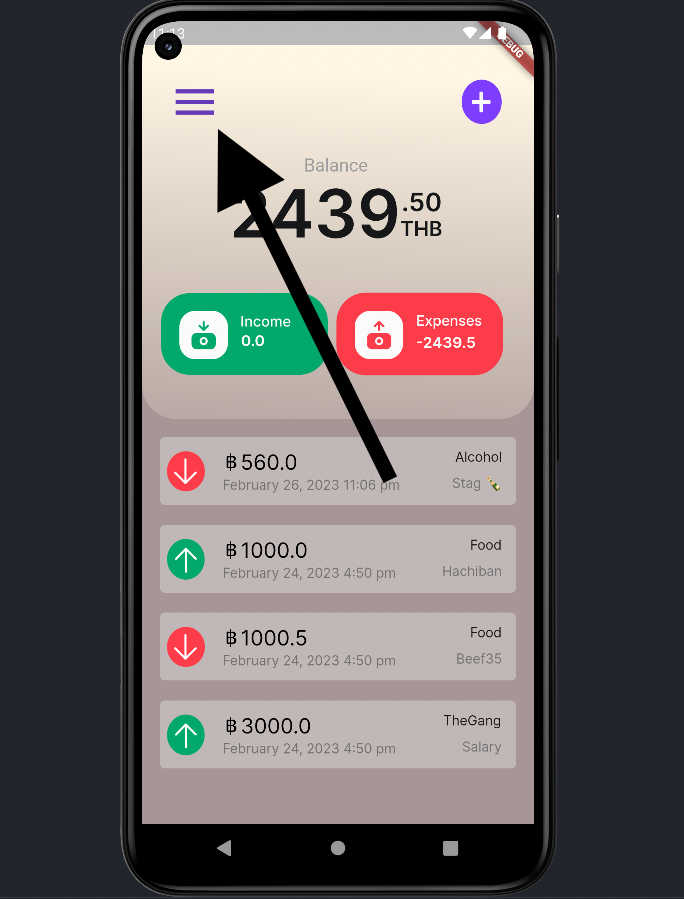 11:13
Balance
2439.50
THB
Income
0.0
Expenses
-2439.5
฿560.0
Alcohol
February 26, 2023 11:06 pm
Stag 🍾
฿1000.0
Food
February 24, 2023 4:50 pm
Hachiban
฿1000.5
Food
February 24, 2023 4:50 pm
Beef35
฿3000.0
TheGang
February 24, 2023 4:50 pm
Salary